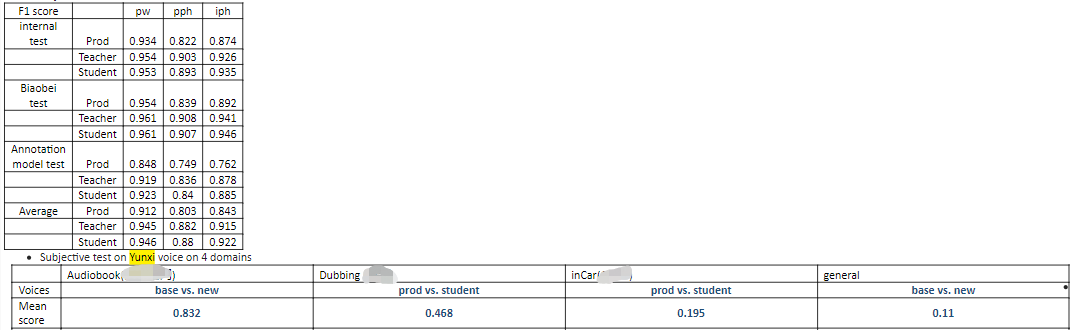 F1 score pw pph iph
internal
test Prod 0.934 0.822 0.874
Teacher 0.954 0.903 0.926
Student 0.953 0.893 0.935
Biaobei
test Prod 0.954 0.839 0.892
Teacher 0.961 0.908 0.941
Student 0.961 0.907 0.946
Annotation
model test Prod 0.848 0.749 0.762
Teacher 0.919 0.836 0.878
Student 0.923 0.84 0.885
Average Prod 0.912 0.803 0.843
Teacher 0.945 0.882 0.915
Student 0.946 0.88 0.922
• Subjective test on Yunxi voice on 4 domains
Audiobook( ) Dubbing inCar( ) general
Voices base vs. new prod vs. student prod vs. student base vs. new
Mean
score 0.832 0.468 0.195 0.11